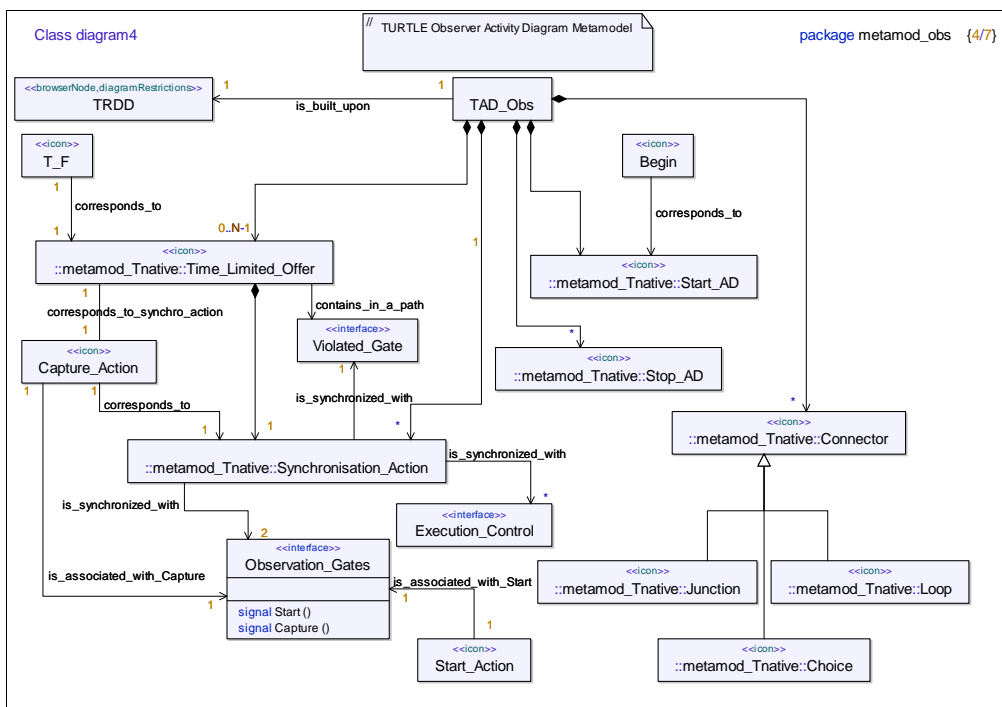 Class diagram4
// TURTLE Observer Activity Diagram Metamodel
package metamod_obs {4/7}
<<browserNode,diagramRestrictions>>
TRDD
1
is_built_upon
1
TAD_Obs
<<icon>>
T_F
1
corresponds_to
1
<<icon>>
Begin
corresponds_to
0..N-1
1
<<icon>>
::metamod_Tnative::Time_Limited_Offer
<<icon>>
::metamod_Tnative::Start_AD
1
corresponds_to_synchro_action
1
contains_in_a_path
<<interface>>
Violated_Gate
1
*
<<icon>>
::metamod_Tnative::Stop_AD
<<icon>>
Capture_Action
1
1
corresponds_to
1
1
is_synchronized_with
*
*
<<icon>>
::metamod_Tnative::Connector
<<icon>>
::metamod_Tnative::Synchronisation_Action
is_synchronized_with
*
is_synchronized_with
2
<<interface>>
Execution_Control
<<interface>>
Observation_Gates
signal Start ()
signal Capture ()
is_associated_with_Capture
1
is_associated_with_Start
1
1
<<icon>>
Start_Action
<<icon>>
::metamod_Tnative::Junction
<<icon>>
::metamod_Tnative::Loop
<<icon>>
::metamod_Tnative::Choice